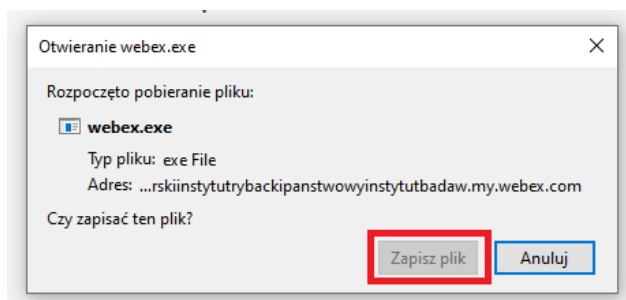 Otwieranie webex.exe
Rozpoczęto pobieranie pliku:
webex.exe
Typ pliku: exe File
Adres: ...rskiinstytutrybackipanstwowyinstytutbadaw.my.webex.com
Czy zapisać ten plik?
Zapisz plik Anuluj